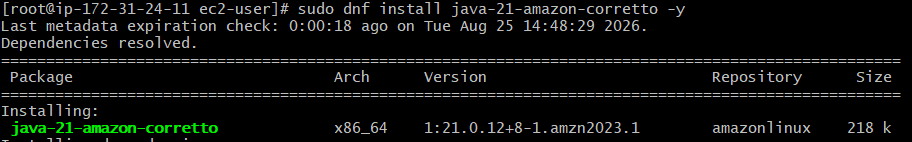 [root@ip-172-31-24-11 ec2-user]# sudo dnf install java-21-amazon-corretto -y
Last metadata expiration check: 0:00:18 ago on Tue Aug 25 14:48:29 2026.
Dependencies resolved.
================================================================================
Package Arch Version Repository Size
================================================================================
Installing:
java-21-amazon-corretto x86_64 1:21.0.12+8-1.amzn2023.1 amazonlinux 218 k